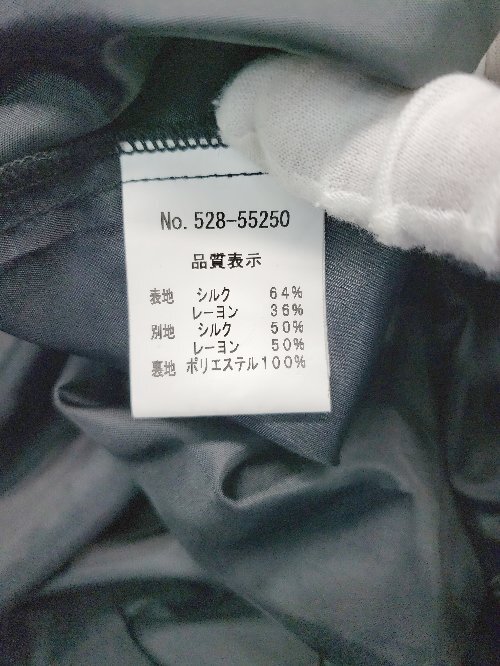 No. 528-55250
品質表示
表地 シルク 64%
レーヨン 36%
別地 シルク 50%
レーヨン 50%
裏地 ポリエステル100%